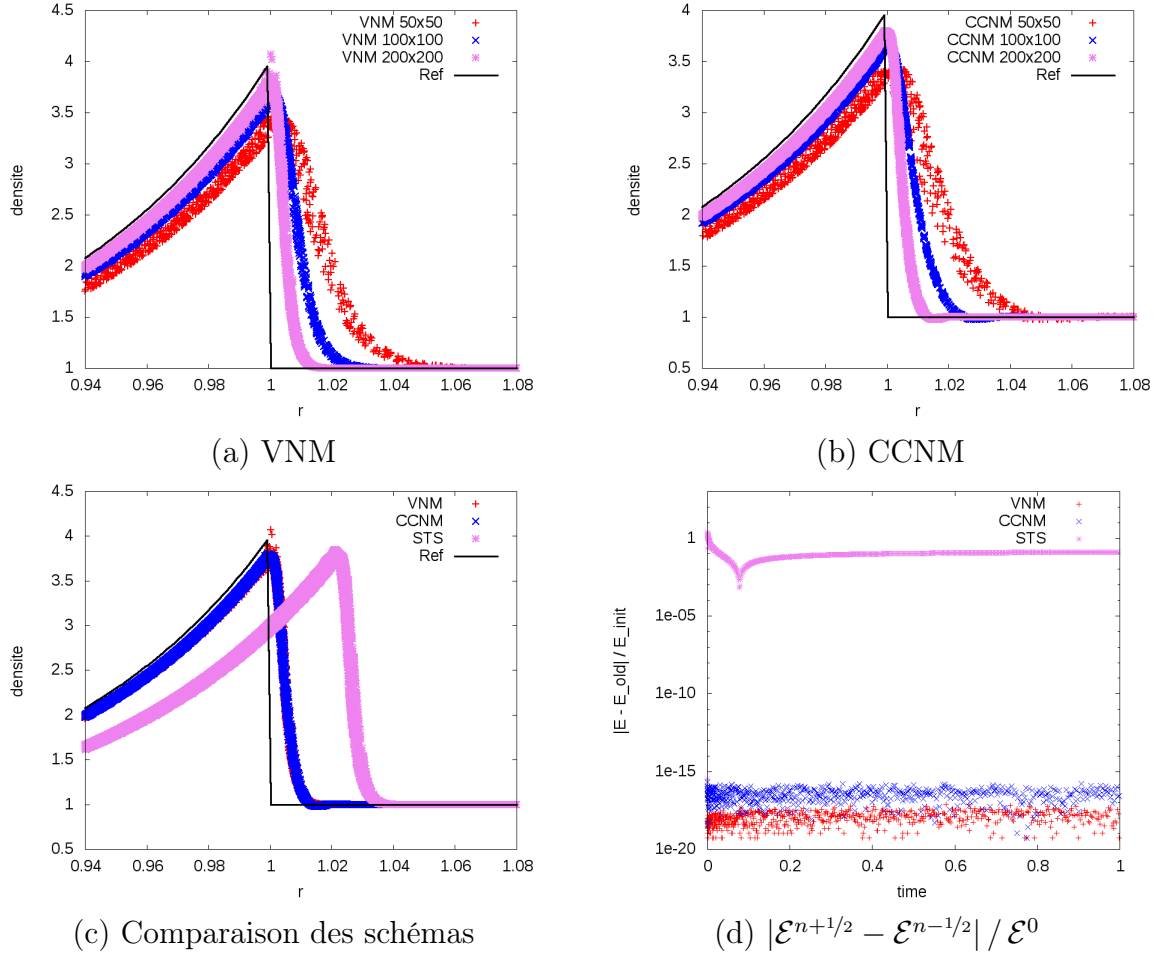 4.5
4
3.5
3
2.5
2
1.5
1
densite
VNM 50x50
VNM 100x100
VNM 200x200
Ref
0.94 0.96 0.98 1 1.02 1.04 1.06 1.08
r
(a) VNM
4
3.5
3
2.5
2
1.5
1
0.5
densite
CCNM 50x50
CCNM 100x100
CCNM 200x200
Ref
0.94 0.96 0.98 1 1.02 1.04 1.06 1.08
r
(b) CCNM
4.5
4
3.5
3
2.5
2
1.5
1
0.5
densite
VNM
CCNM
STS
Ref
0.94 0.96 0.98 1 1.02 1.04 1.06 1.08
r
(c) Comparaison des schémas
1
1e-05
1e-10
1e-15
1e-20
|E - E_old| / E_init
VNM
CCNM
STS
0 0.2 0.4 0.6 0.8 1
time
(d) |ℰ^{n+1/2} − ℰ^{n−1/2}| / ℰ^0